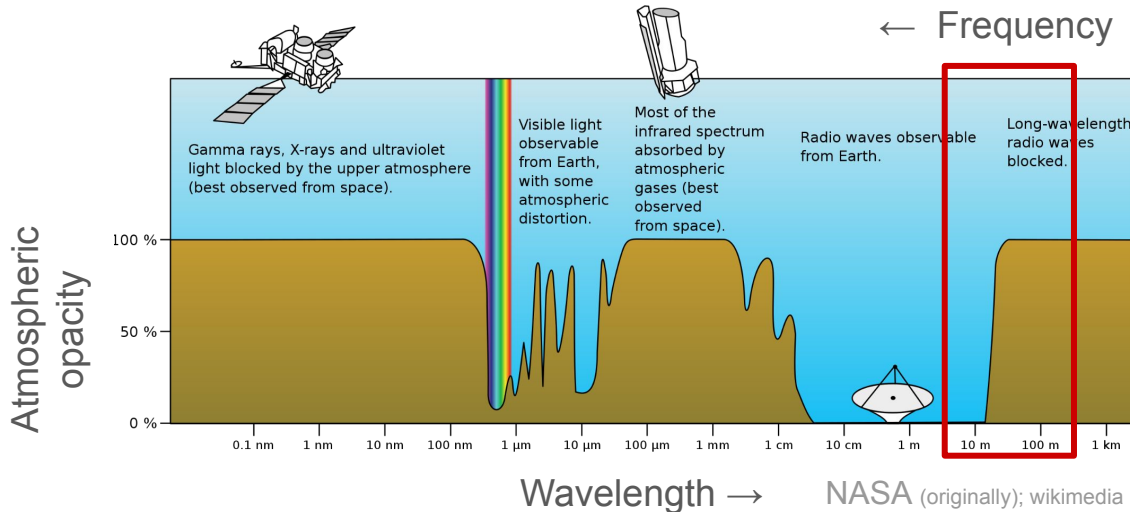 ← Frequency
Gamma rays, X-rays and ultraviolet
light blocked by the upper atmosphere
(best observed from space).
Visible light
observable
from Earth,
with some
atmospheric
distortion.
Most of the
infrared spectrum
absorbed by
atmospheric
gases (best
observed
from space).
Radio waves observable
from Earth.
Long-wavelength
radio waves
blocked.
Atmospheric
opacity
100 %
50 %
0 %
0.1 nm
1 nm
10 nm
100 nm
1 μm
10 μm
100 μm
1 mm
1 cm
10 cm
1 m
10 m
100 m
1 km
Wavelength →
NASA (originally); wikimedia